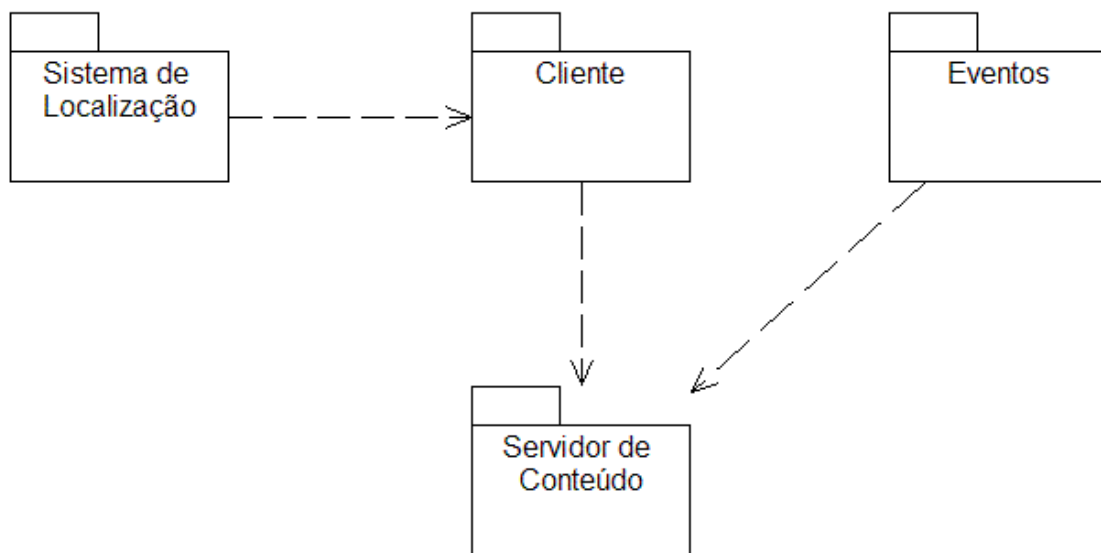 Sistema de
Localização
Cliente
Eventos
Servidor de
Conteúdo